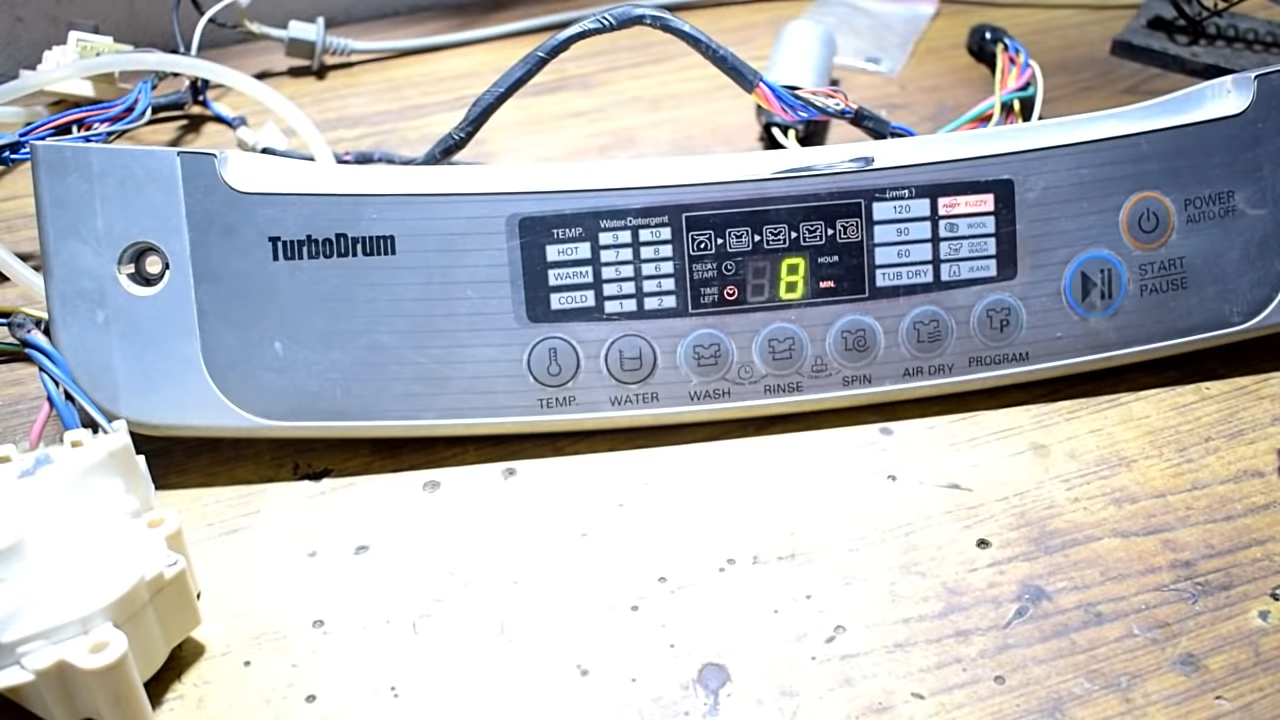 TurboDrum
TEMP.
HOT
WARM
COLD
Water-Detergent
9 10
7 8
5 6
3 4
1 2
DELAY
START
TIME
LEFT
8
HOUR
MIN.
(min.)
120
90
60
TUB DRY
FUZZY
WOOL
QUICK
WASH
JEANS
POWER
AUTO OFF
START
PAUSE
TEMP.
WATER
WASH
RINSE
SPIN
AIR DRY
P
PROGRAM